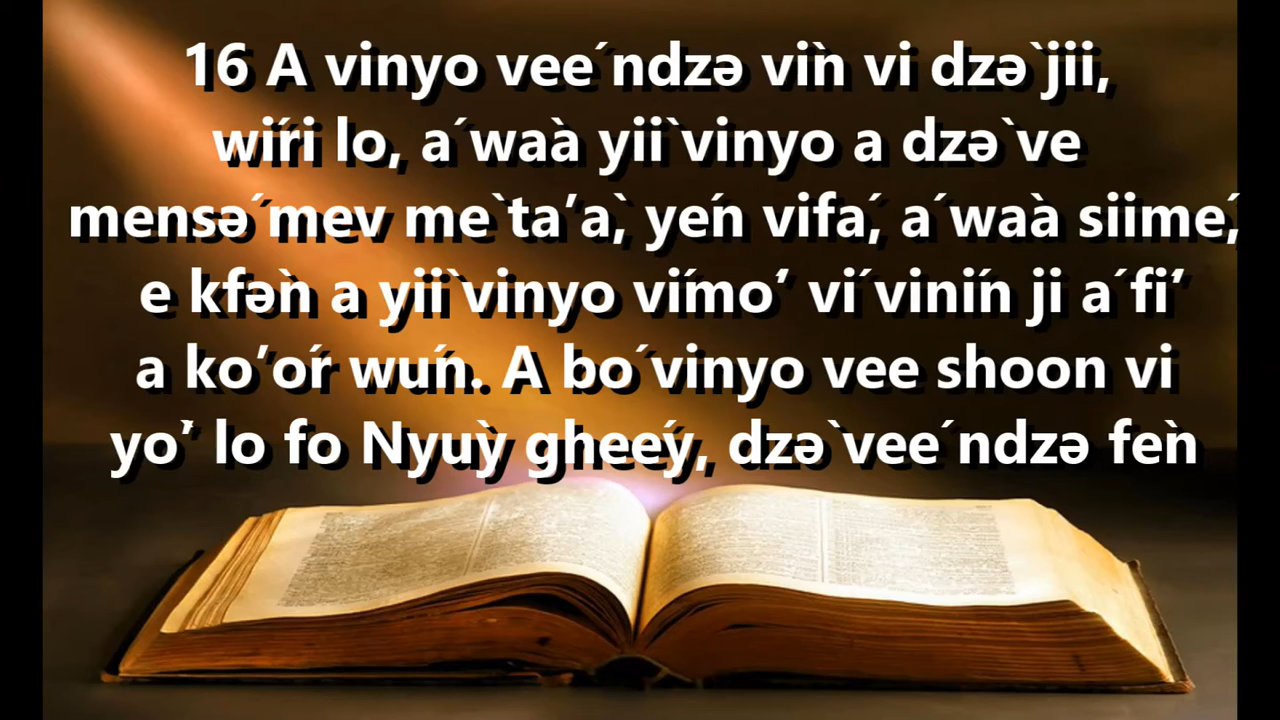 16 A vinyo vee´ndzə viǹ vi dzə`jii,
wiŕi lo, a´waà yii`vinyo a dzə`ve
mensə´mev me`ta’a,̀ yeń vifa,́ a´waà siime,́
e kfəǹ a yii`vinyo viḿo’ vi´viniń ji a´fi’
a ko’oŕ wuń. A bo´vinyo vee shoon vi
yo’̀ lo fo Nyuỳ gheeý, dzə`vee´ndzə feǹ